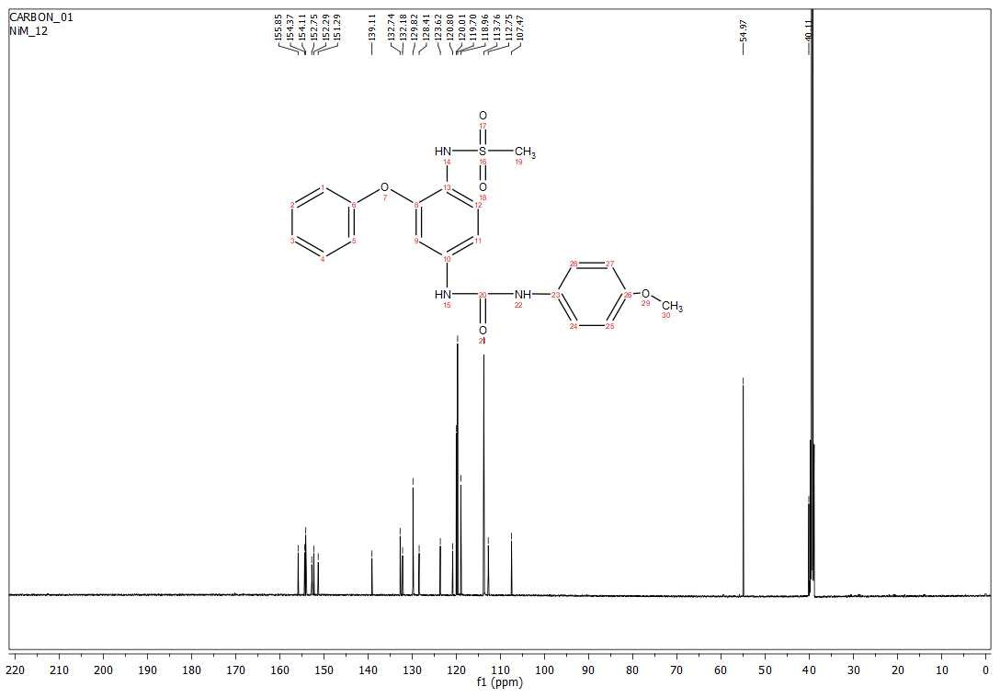 CARBON_01
NiM_12
155.85
154.37
154.11
152.75
152.29
151.29
139.11
132.74
132.18
129.82
128.41
123.62
120.80
120.01
119.70
118.96
113.76
112.75
107.47
54.97
40.11
O
17
HN S CH3
14 16 19
O
18
13
O
7
1 6 8 12
2
3 5 9 11
4 10
28 27
HN 20 NH 23 26 O
15 22 29 CH3
30
24 25
O
21
220 210 200 190 180 170 160 150 140 130 120 110 100 90 80 70 60 50 40 30 20 10 0
f1 (ppm)